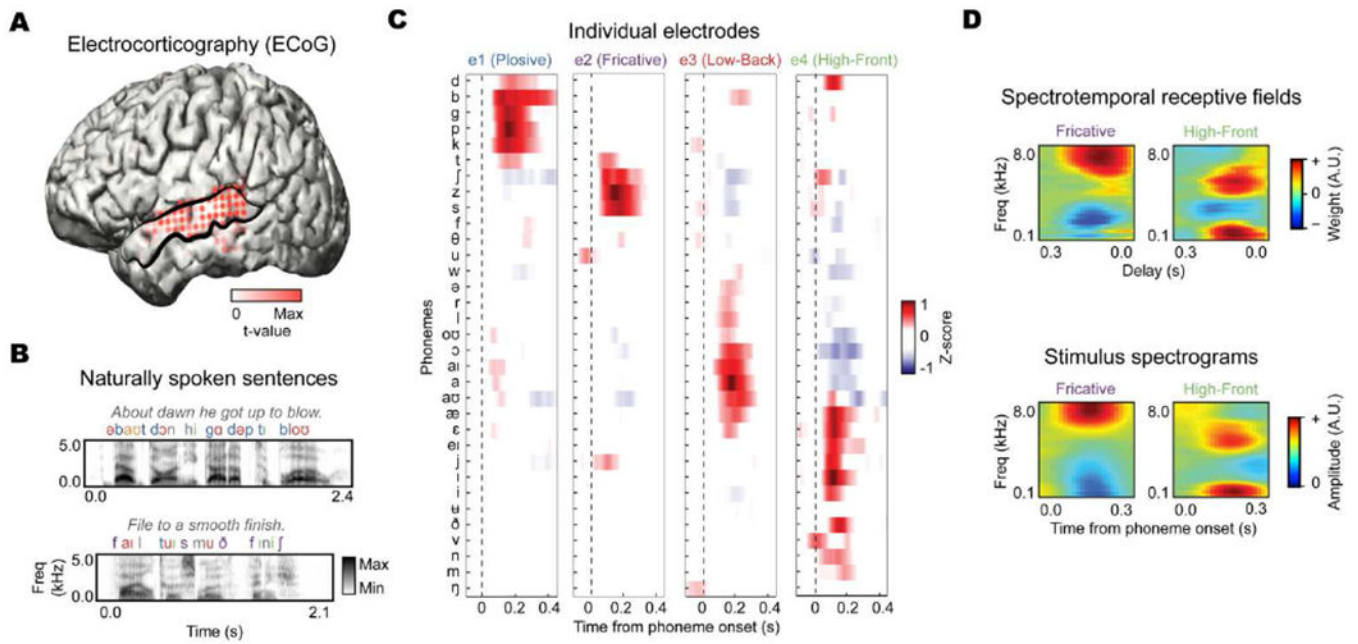 A
Electrocorticography (ECoG)
0 Max
t-value
B
Naturally spoken sentences
About dawn he got up to blow.
əbaʊt dɔn hi gɑ dəp tɪ bloʊ
5.0
0.0
0.0 2.4
File to a smooth finish.
f aɪ l tuɪ s mu ð f ɪni ʃ
5.0
0.0
Freq
(kHz)
Max
Min
0.0 2.1
Time (s)
C
Individual electrodes
e1 (Plosive) e2 (Fricative) e3 (Low-Back) e4 (High-Front)
Phonemes
d
b
g
p
k
t
ʃ
z
s
f
θ
u
w
ə
r
l
oʊ
ɔ
aɪ
a
aʊ
æ
ɛ
eɪ
j
i
ʉ
ð
v
n
m
ŋ
0 0.2 0.4 0 0.2 0.4 0 0.2 0.4 0 0.2 0.4
Time from phoneme onset (s)
1
0
-1
Z-score
D
Spectrotemporal receptive fields
Fricative High-Front
8.0 8.0
Freq (kHz)
0.1 0.1
0.3 0.0 0.3 0.0
Delay (s)
+
0
−
Weight (A.U.)
Stimulus spectrograms
Fricative High-Front
8.0 8.0
Freq (kHz)
0.1 0.1
0.0 0.3 0.3
Time from phoneme onset (s)
+
0
Amplitude (A.U.)